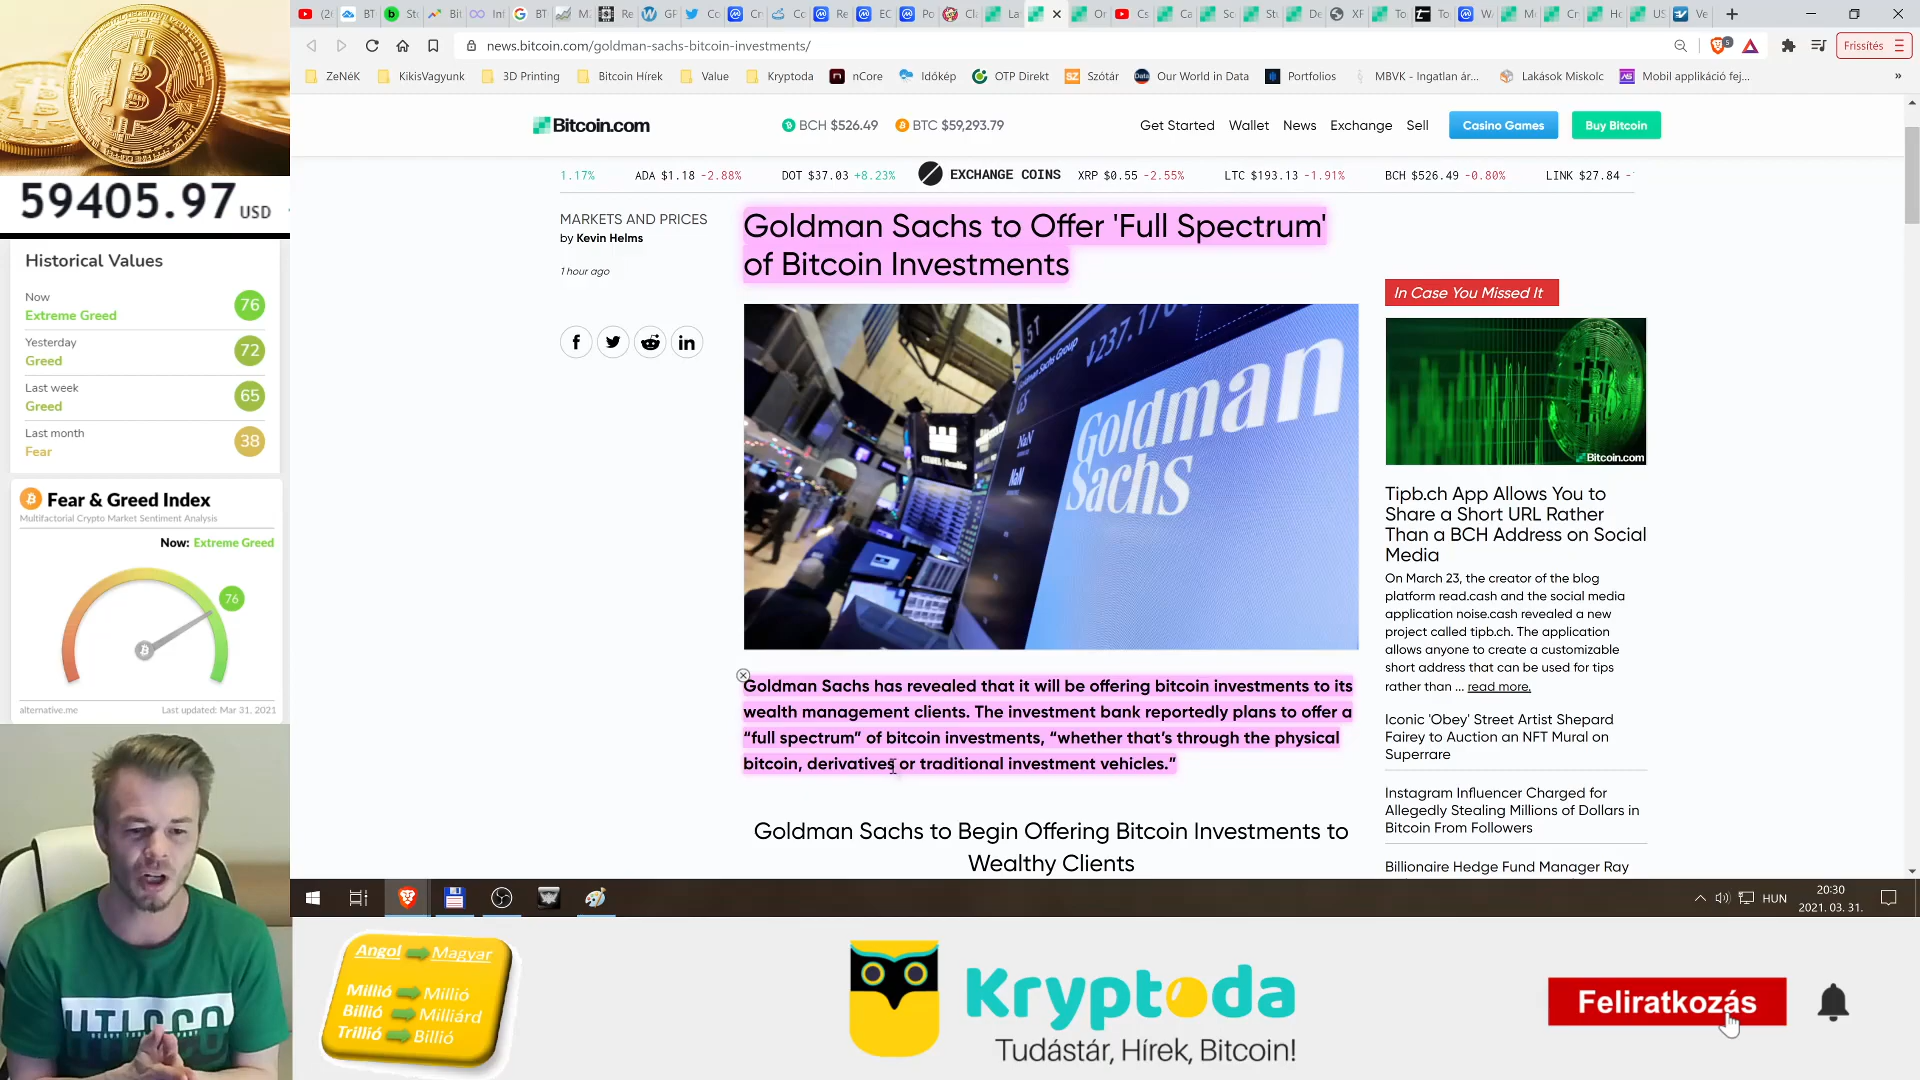 59405.97 USD
Historical Values
Now
Extreme Greed
76
Yesterday
Greed
72
Last week
Greed
65
Last month
Fear
38
Fear & Greed Index
Multifactorial Crypto Market Sentiment Analysis
Now: Extreme Greed
76
alternative.me
Last updated: Mar 31, 2021
news.bitcoin.com/goldman-sachs-bitcoin-investments/
Frissítés
ZeNéK
KikisVagyunk
3D Printing
Bitcoin Hírek
Value
Kryptoda
nCore
Időkép
OTP Direkt
Szótár
Our World in Data
Portfolios
MBVK - Ingatlan ár...
Lakások Miskolc
Mobil applikáció fej...
Bitcoin.com
BCH $526.49
BTC $59,293.79
Get Started
Wallet
News
Exchange
Sell
Casino Games
Buy Bitcoin
1.17%
ADA $1.18 -2.88%
DOT $37.03 +8.23%
EXCHANGE COINS
XRP $0.55 -2.55%
LTC $193.13 -1.91%
BCH $526.49 -0.80%
LINK $27.84 -
MARKETS AND PRICES
by Kevin Helms
1 hour ago
Goldman Sachs to Offer 'Full Spectrum'
of Bitcoin Investments
Goldman
Sachs
Goldman Sachs has revealed that it will be offering bitcoin investments to its
wealth management clients. The investment bank reportedly plans to offer a
“full spectrum” of bitcoin investments, “whether that’s through the physical
bitcoin, derivatives or traditional investment vehicles.”
Goldman Sachs to Begin Offering Bitcoin Investments to
Wealthy Clients
In Case You Missed It
Bitcoin.com
Tipb.ch App Allows You to
Share a Short URL Rather
Than a BCH Address on Social
Media
On March 23, the creator of the blog
platform read.cash and the social media
application noise.cash revealed a new
project called tipb.ch. The application
allows anyone to create a customizable
short address that can be used for tips
rather than ... read more.
Iconic 'Obey' Street Artist Shepard
Fairey to Auction an NFT Mural on
Superrare
Instagram Influencer Charged for
Allegedly Stealing Millions of Dollars in
Bitcoin From Followers
Billionaire Hedge Fund Manager Ray
HUN
20:30
2021. 03. 31.
Angol Magyar
Millió Millió
Billió Milliárd
Trillió Billió
Kryptoda
Tudástár, Hírek, Bitcoin!
Feliratkozás